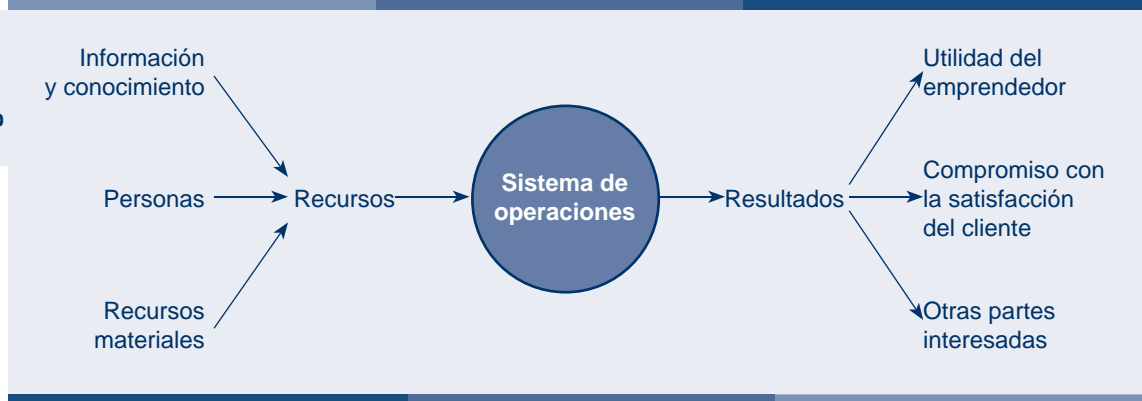 Información
y conocimiento
Personas
Recursos
materiales
Recursos
Sistema de
operaciones
Resultados
Utilidad del
emprendedor
Compromiso con
la satisfacción
del cliente
Otras partes
interesadas